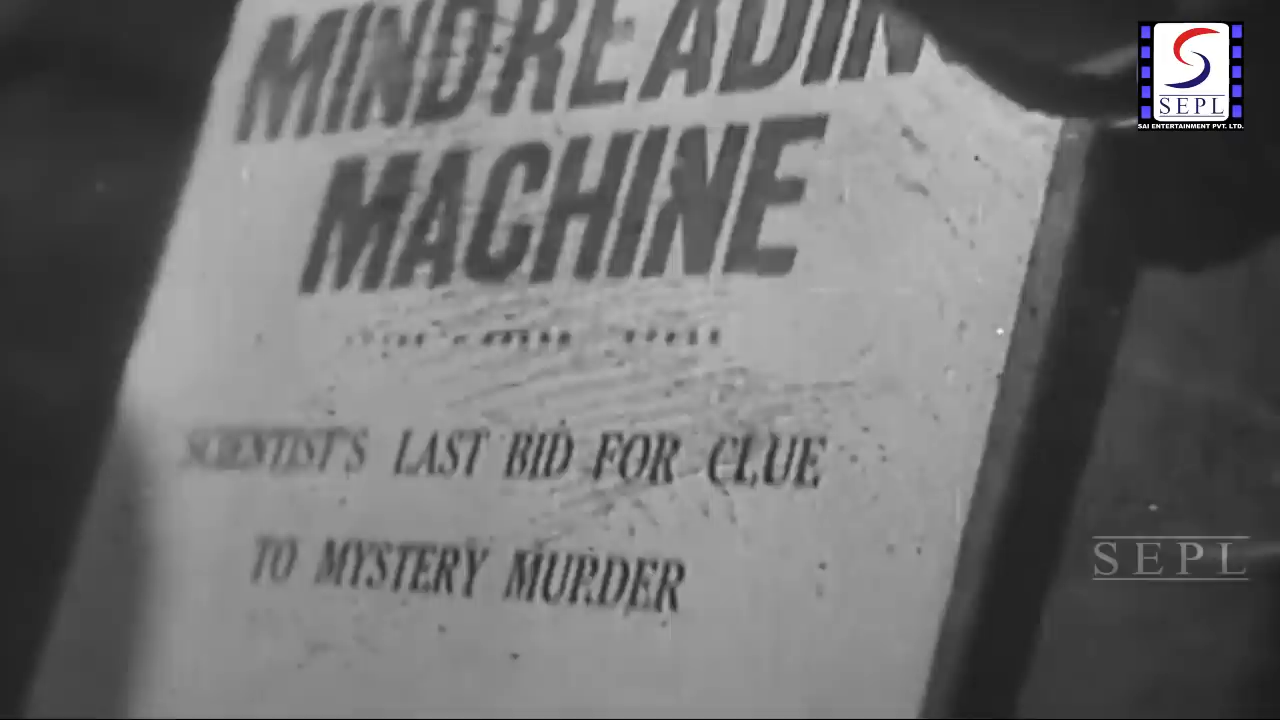 MINDREADIN
MACHINE
SCIENTIST'S LAST BID FOR CLUE
TO MYSTERY MURDER
SEPL
SAI ENTERTAINMENT PVT. LTD.
SEPL